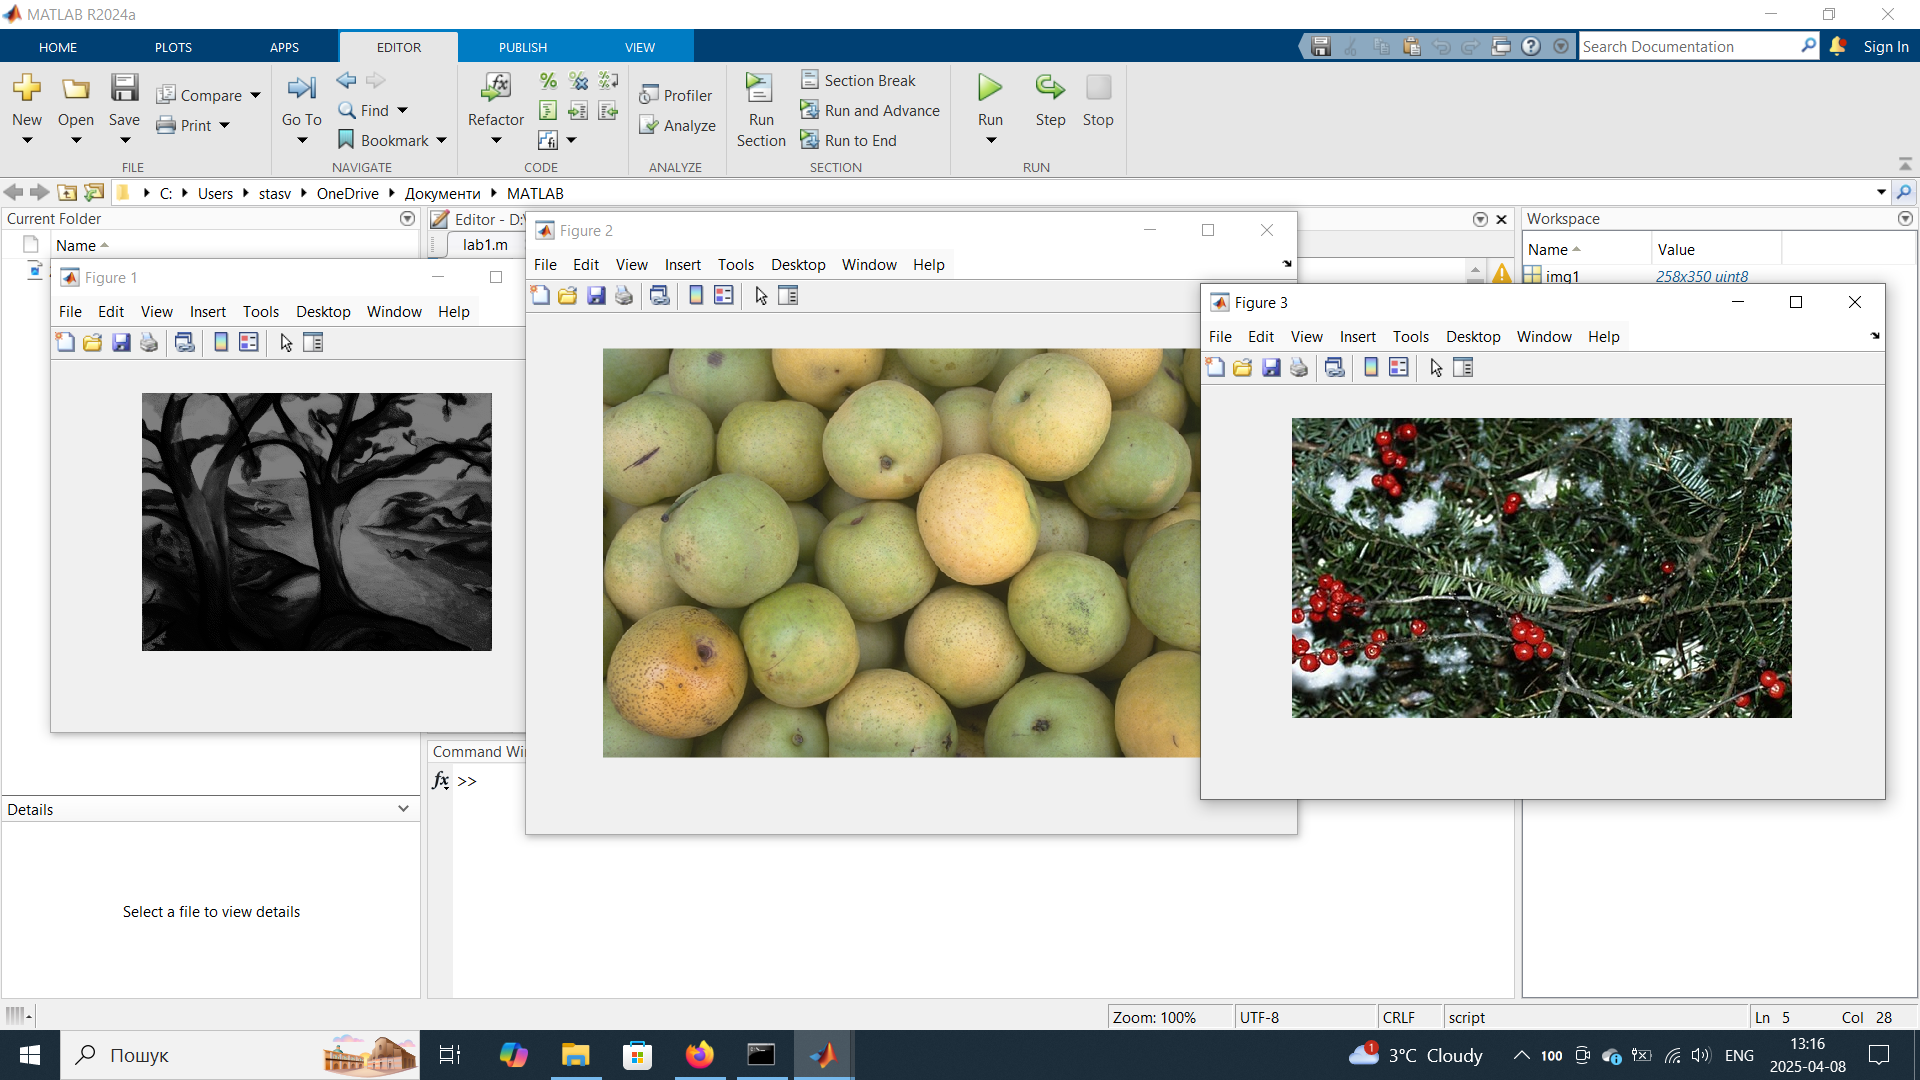 MATLAB R2024a
HOME PLOTS APPS EDITOR PUBLISH VIEW
Search Documentation
Sign In
New
Open
Save
Compare
Print
FILE
Go To
Find
Bookmark
NAVIGATE
Refactor
CODE
Profiler
Analyze
ANALYZE
Run
Section
Section Break
Run and Advance
Run to End
SECTION
Run
Step
Stop
RUN
C: Users stasv OneDrive Документи MATLAB
Current Folder
Name
Editor - D:\
lab1.m
Workspace
Name Value
img1 258x350 uint8
Figure 1
File Edit View Insert Tools Desktop Window Help
Figure 2
File Edit View Insert Tools Desktop Window Help
Figure 3
File Edit View Insert Tools Desktop Window Help
Command Wi
fx >>
Details
Select a file to view details
Zoom: 100% UTF-8 CRLF script Ln 5 Col 28
Пошук
1
3°C Cloudy
100
ENG
13:16
2025-04-08